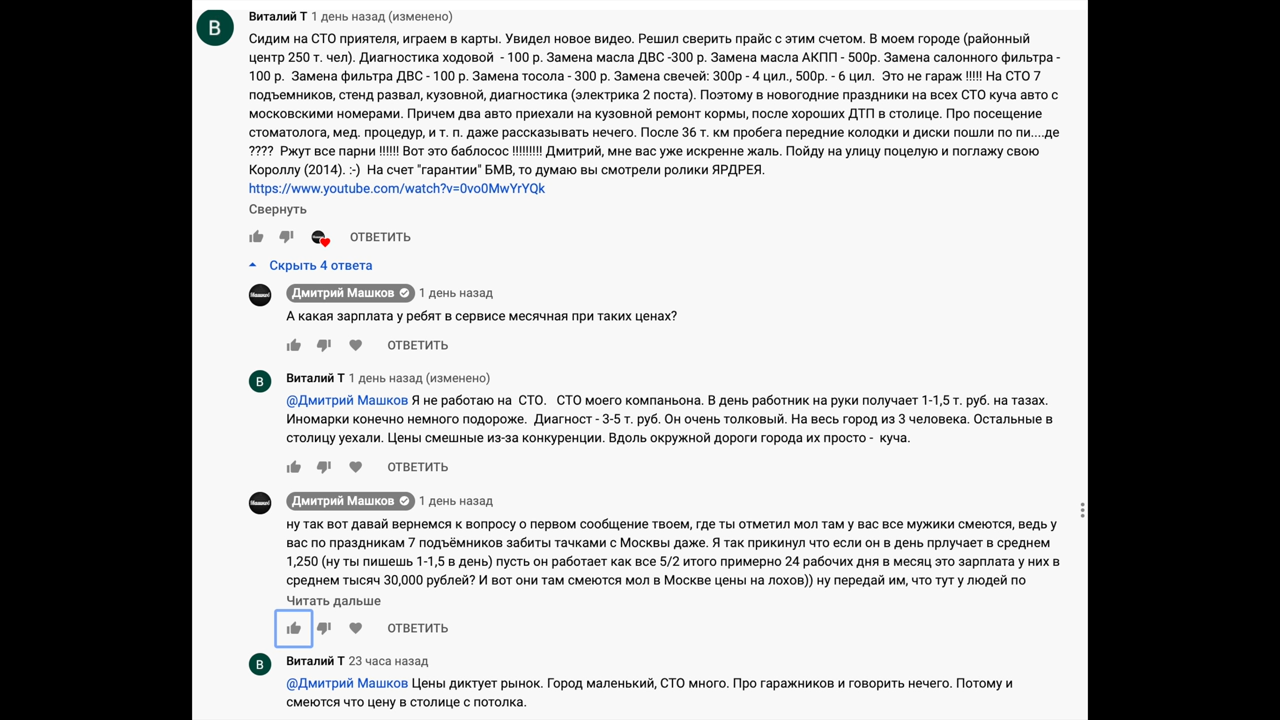 В
Виталий Т 1 день назад (изменено)
Сидим на СТО приятеля, играем в карты. Увидел новое видео. Решил сверить прайс с этим счетом. В моем городе (районный
центр 250 т. чел). Диагностика ходовой - 100 р. Замена масла ДВС -300 р. Замена масла АКПП - 500р. Замена салонного фильтра -
100 р. Замена фильтра ДВС - 100 р. Замена тосола - 300 р. Замена свечей: 300р - 4 цил., 500р. - 6 цил. Это не гараж !!!!! На СТО 7
подъемников, стенд развал, кузовной, диагностика (электрика 2 поста). Поэтому в новогодние праздники на всех СТО куча авто с
московскими номерами. Причем два авто приехали на кузовной ремонт кормы, после хороших ДТП в столице. Про посещение
стоматолога, мед. процедур, и т. п. даже рассказывать нечего. После 36 т. км пробега передние колодки и диски пошли по пи....де
???? Ржут все парни !!!!!! Вот это баблосос !!!!!!!!! Дмитрий, мне вас уже искренне жаль. Пойду на улицу поцелую и поглажу свою
Короллу (2014). :-) На счет "гарантии" БМВ, то думаю вы смотрели ролики ЯРДРЕЯ.
https://www.youtube.com/watch?v=0vo0MwYrYQk
Свернуть
ОТВЕТИТЬ
Скрыть 4 ответа
Дмитрий Машков 1 день назад
А какая зарплата у ребят в сервисе месячная при таких ценах?
ОТВЕТИТЬ
В
Виталий Т 1 день назад (изменено)
@Дмитрий Машков Я не работаю на СТО. СТО моего компаньона. В день работник на руки получает 1-1,5 т. руб. на тазах.
Иномарки конечно немного подороже. Диагност - 3-5 т. руб. Он очень толковый. На весь город из 3 человека. Остальные в
столицу уехали. Цены смешные из-за конкуренции. Вдоль окружной дороги города их просто - куча.
ОТВЕТИТЬ
Дмитрий Машков 1 день назад
ну так вот давай вернемся к вопросу о первом сообщение твоем, где ты отметил мол там у вас все мужики смеются, ведь у
вас по праздникам 7 подъёмников забиты тачками с Москвы даже. Я так прикинул что если он в день прлучает в среднем
1,250 (ну ты пишешь 1-1,5 в день) пусть он работает как все 5/2 итого примерно 24 рабочих дня в месяц это зарплата у них в
среднем тысяч 30,000 рублей? И вот они там смеются мол в Москве цены на лохов)) ну передай им, что тут у людей по
Читать дальше
ОТВЕТИТЬ
В
Виталий Т 23 часа назад
@Дмитрий Машков Цены диктует рынок. Город маленький, СТО много. Про гаражников и говорить нечего. Потому и
смеются что цену в столице с потолка.